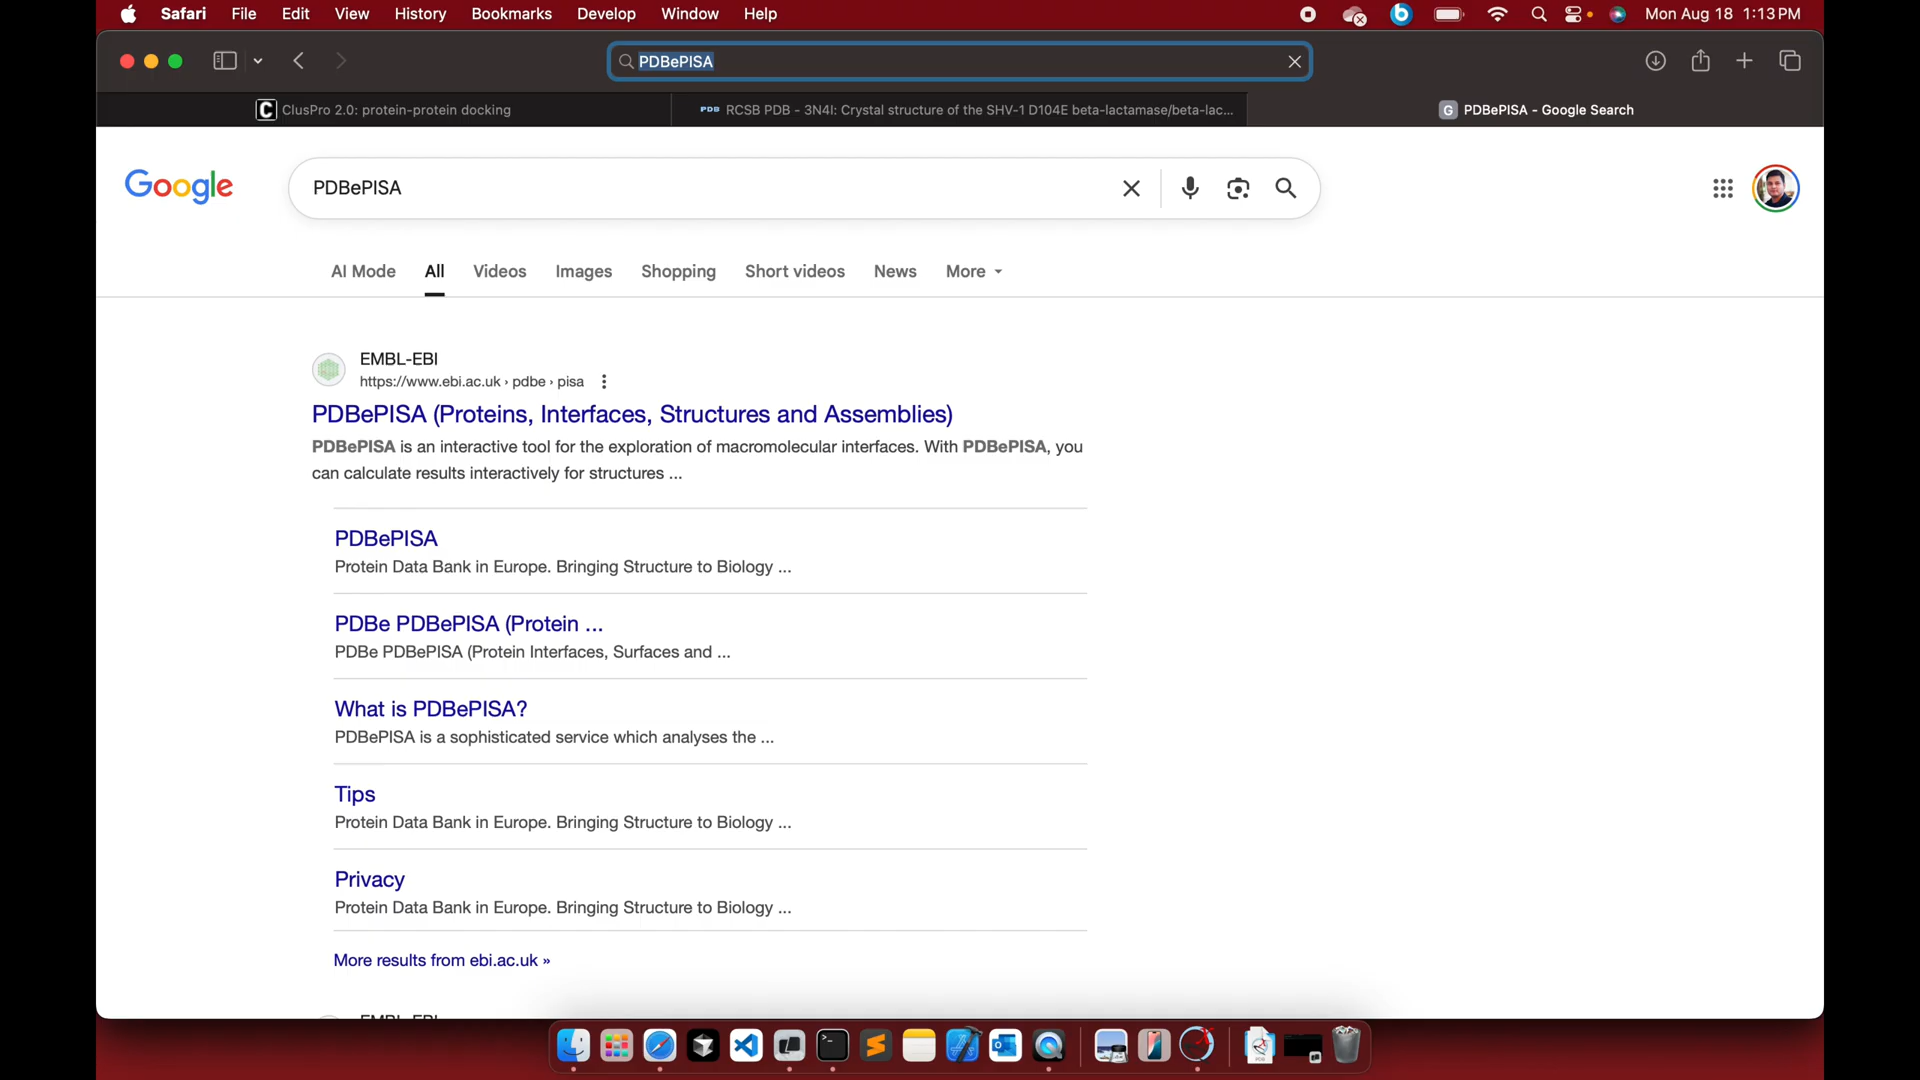 Safari File Edit View History Bookmarks Develop Window Help Mon Aug 18 1:13 PM
PDBePISA
ClusPro 2.0: protein-protein docking
RCSB PDB - 3N4I: Crystal structure of the SHV-1 D104E beta-lactamase/beta-lac...
PDBePISA - Google Search
Google
PDBePISA
AI Mode All Videos Images Shopping Short videos News More
EMBL-EBI
https://www.ebi.ac.uk › pdbe › pisa
PDBePISA (Proteins, Interfaces, Structures and Assemblies)
PDBePISA is an interactive tool for the exploration of macromolecular interfaces. With PDBePISA, you
can calculate results interactively for structures ...
PDBePISA
Protein Data Bank in Europe. Bringing Structure to Biology ...
PDBe PDBePISA (Protein ...
PDBe PDBePISA (Protein Interfaces, Surfaces and ...
What is PDBePISA?
PDBePISA is a sophisticated service which analyses the ...
Tips
Protein Data Bank in Europe. Bringing Structure to Biology ...
Privacy
Protein Data Bank in Europe. Bringing Structure to Biology ...
More results from ebi.ac.uk »
EMBL-EBI